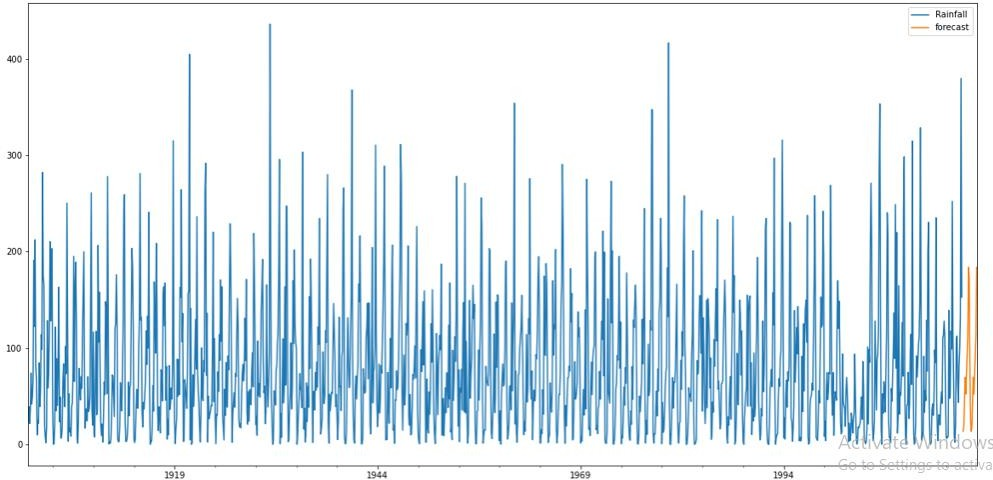 Rainfall
forecast
400
300
200
100
0
1919
1944
1969
1994
Activate Windows
Go to Settings to activa